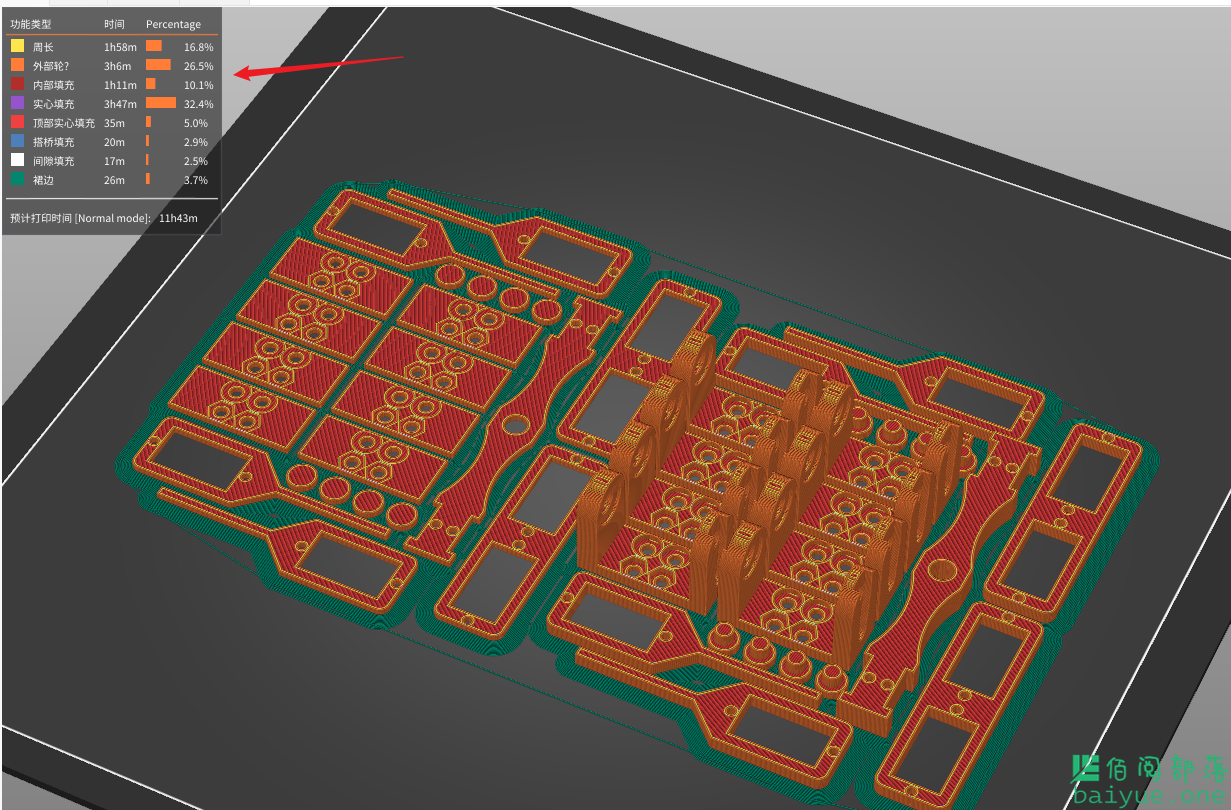 功能类型 时间 Percentage
周长 1h58m 16.8%
外部轮? 3h6m 26.5%
内部填充 1h11m 10.1%
实心填充 3h47m 32.4%
顶部实心填充 35m 5.0%
搭桥填充 20m 2.9%
间隙填充 17m 2.5%
裙边 26m 3.7%
预计打印时间 [Normal mode]: 11h43m
佰阅部落
baiyue.one